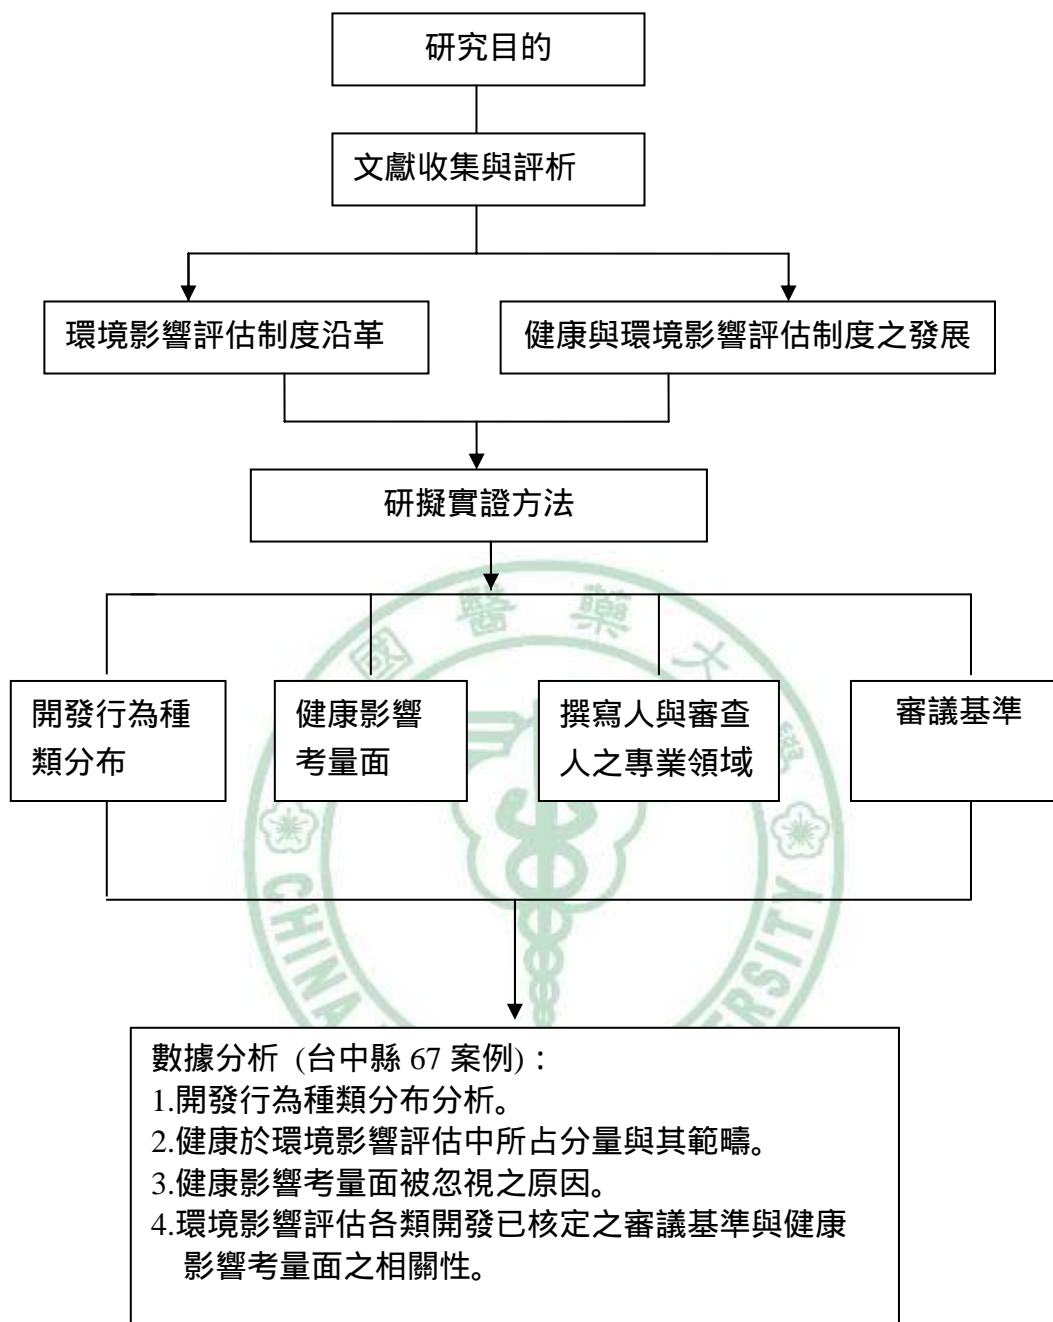 研究目的
文獻收集與評析
環境影響評估制度沿革
健康與環境影響評估制度之發展
研擬實證方法
國醫藥大學
開發行為種
類分布
健康影響
考量面
撰寫人與審查
人之專業領域
審議基準
CHINA
UNIVERSITY
數據分析 (台中縣 67 案例)：
1.開發行為種類分布分析。
2.健康於環境影響評估中所占分量與其範疇。
3.健康影響考量面被忽視之原因。
4.環境影響評估各類開發已核定之審議基準與健康
影響考量面之相關性。